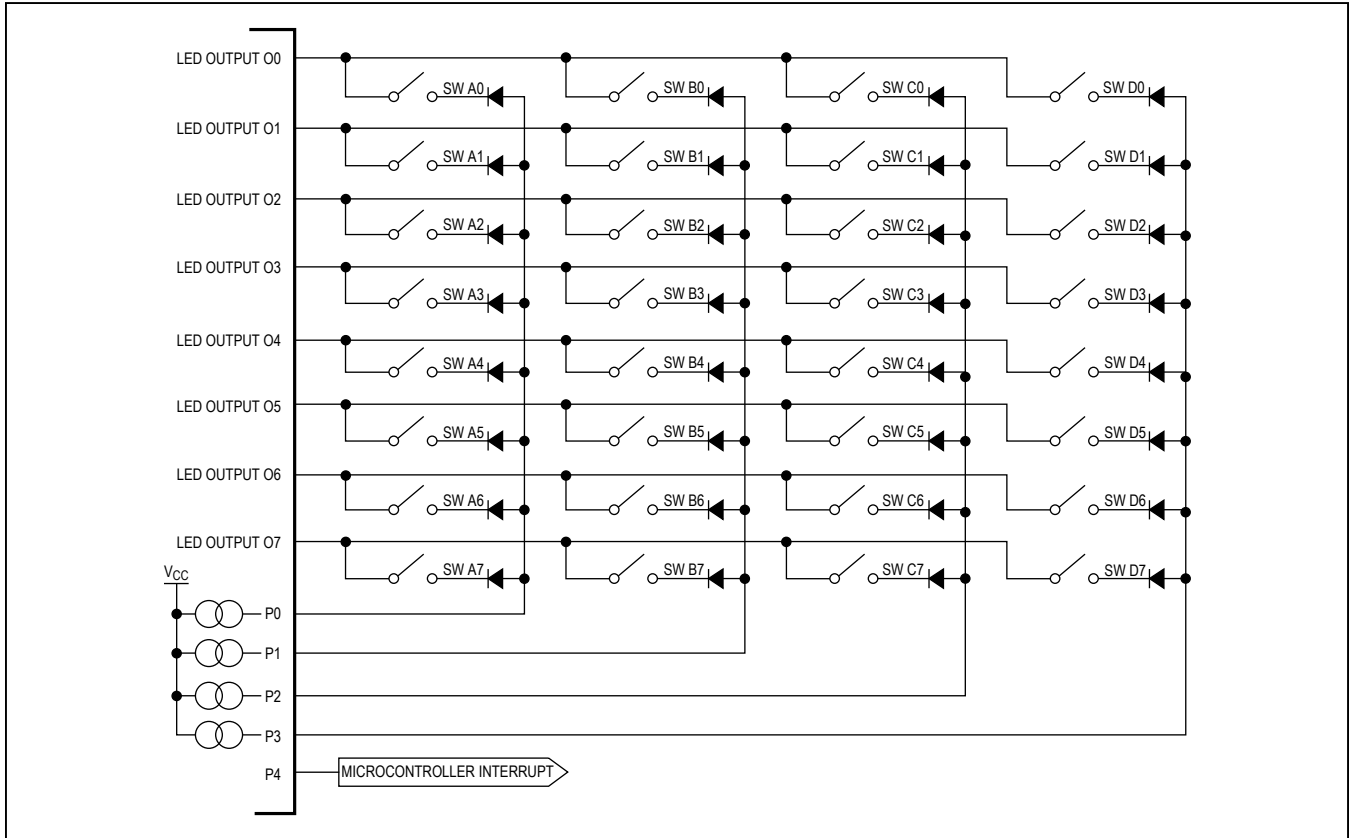 LED OUTPUT O0
SW A0 SW B0 SW C0 SW D0
LED OUTPUT O1
SW A1 SW B1 SW C1 SW D1
LED OUTPUT O2
SW A2 SW B2 SW C2 SW D2
LED OUTPUT O3
SW A3 SW B3 SW C3 SW D3
LED OUTPUT O4
SW A4 SW B4 SW C4 SW D4
LED OUTPUT O5
SW A5 SW B5 SW C5 SW D5
LED OUTPUT O6
SW A6 SW B6 SW C6 SW D6
LED OUTPUT O7
SW A7 SW B7 SW C7 SW D7
VCC
P0
P1
P2
P3
P4 MICROCONTROLLER INTERRUPT